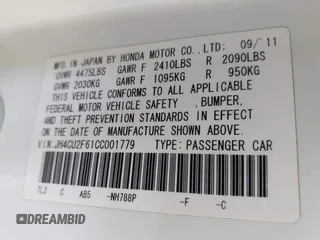 MFD. IN JAPAN BY HONDA MOTOR CO.,LTD: 09/'11
GVWR 4475LBS GAWR F 2410LBS R 2090LBS
GVWR 2030KG GAWR F 1095KG R 950KG
THIS VEHICLE CONFORMS TO ALL APPLICABLE
FEDERAL MOTOR VEHICLE SAFETY , BUMPER,
AND THEFT PREVENTION STANDARDS IN EFFECT
ON THE DATE OF MANUFACTURE SHOWN ABOVE.
V.I.N.:JH4CU2F61CC001779 TYPE: PASSENGER CAR
TL2 C AB5 -NH788P -F -C
© DREAMBID